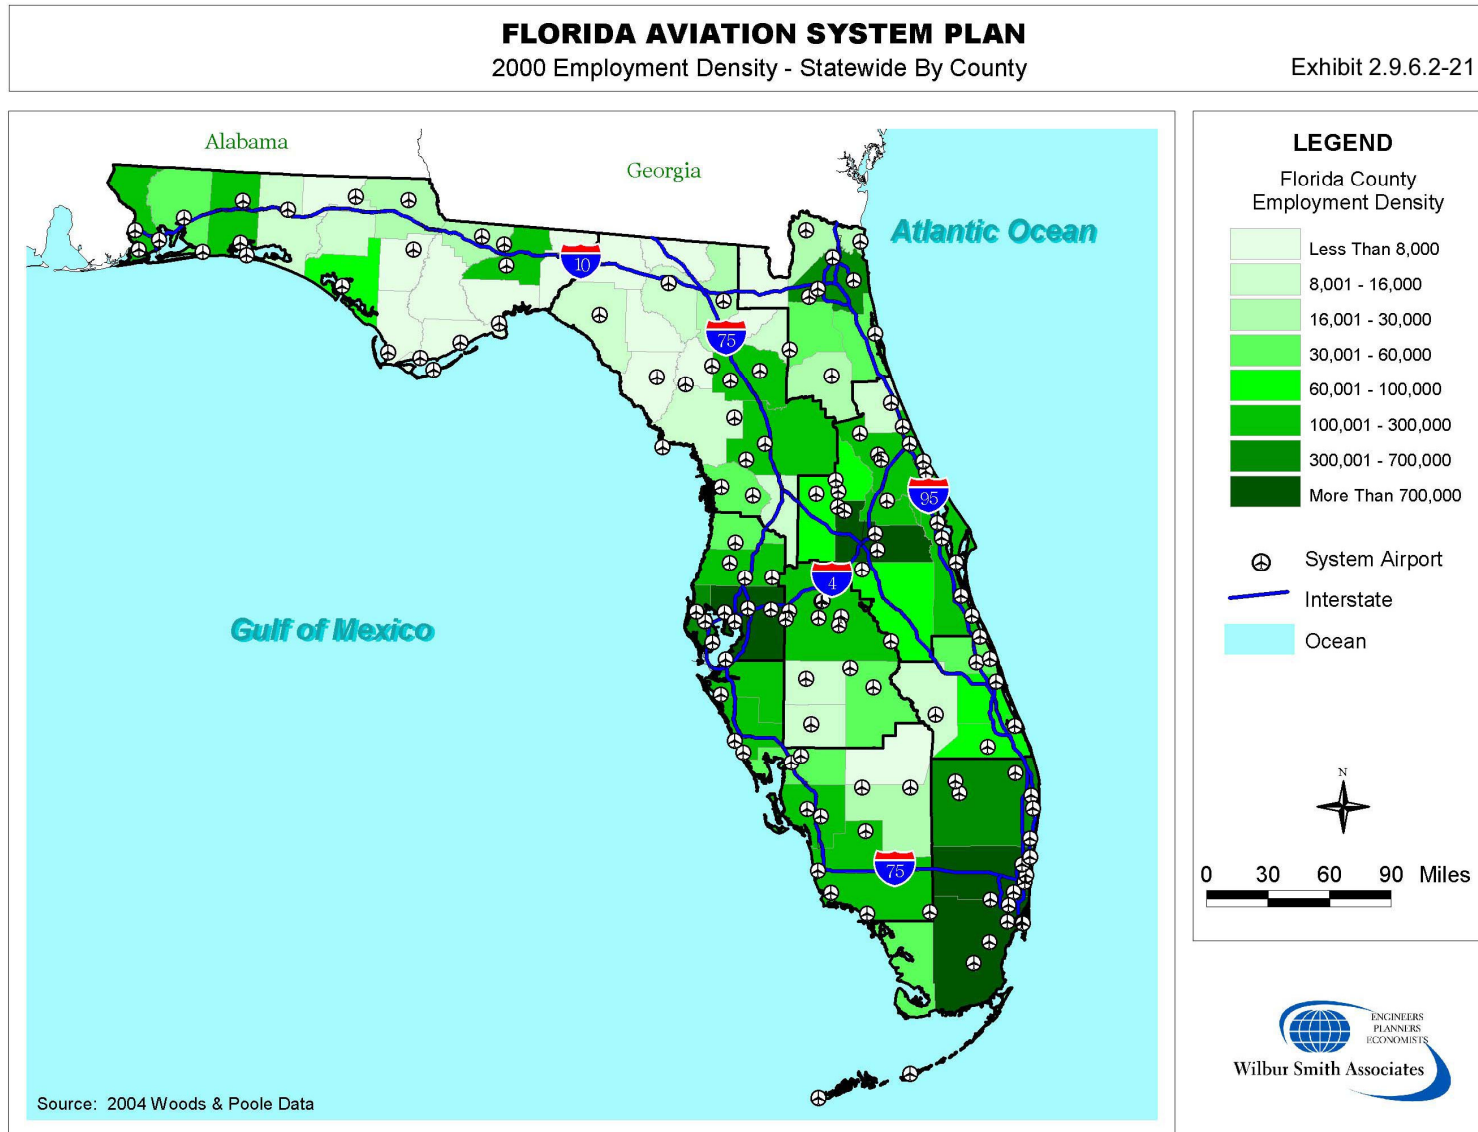 FLORIDA AVIATION SYSTEM PLAN
2000 Employment Density - Statewide By County
Exhibit 2.9.6.2-21
Alabama
Georgia
Atlantic Ocean
Gulf of Mexico
10
75
95
4
75
Source:  2004 Woods & Poole Data
LEGEND
Florida County
Employment Density
Less Than 8,000
8,001 - 16,000
16,001 - 30,000
30,001 - 60,000
60,001 - 100,000
100,001 - 300,000
300,001 - 700,000
More Than 700,000
System Airport
Interstate
Ocean
N
0 30 60 90 Miles
ENGINEERS
PLANNERS
ECONOMISTS
Wilbur Smith Associates